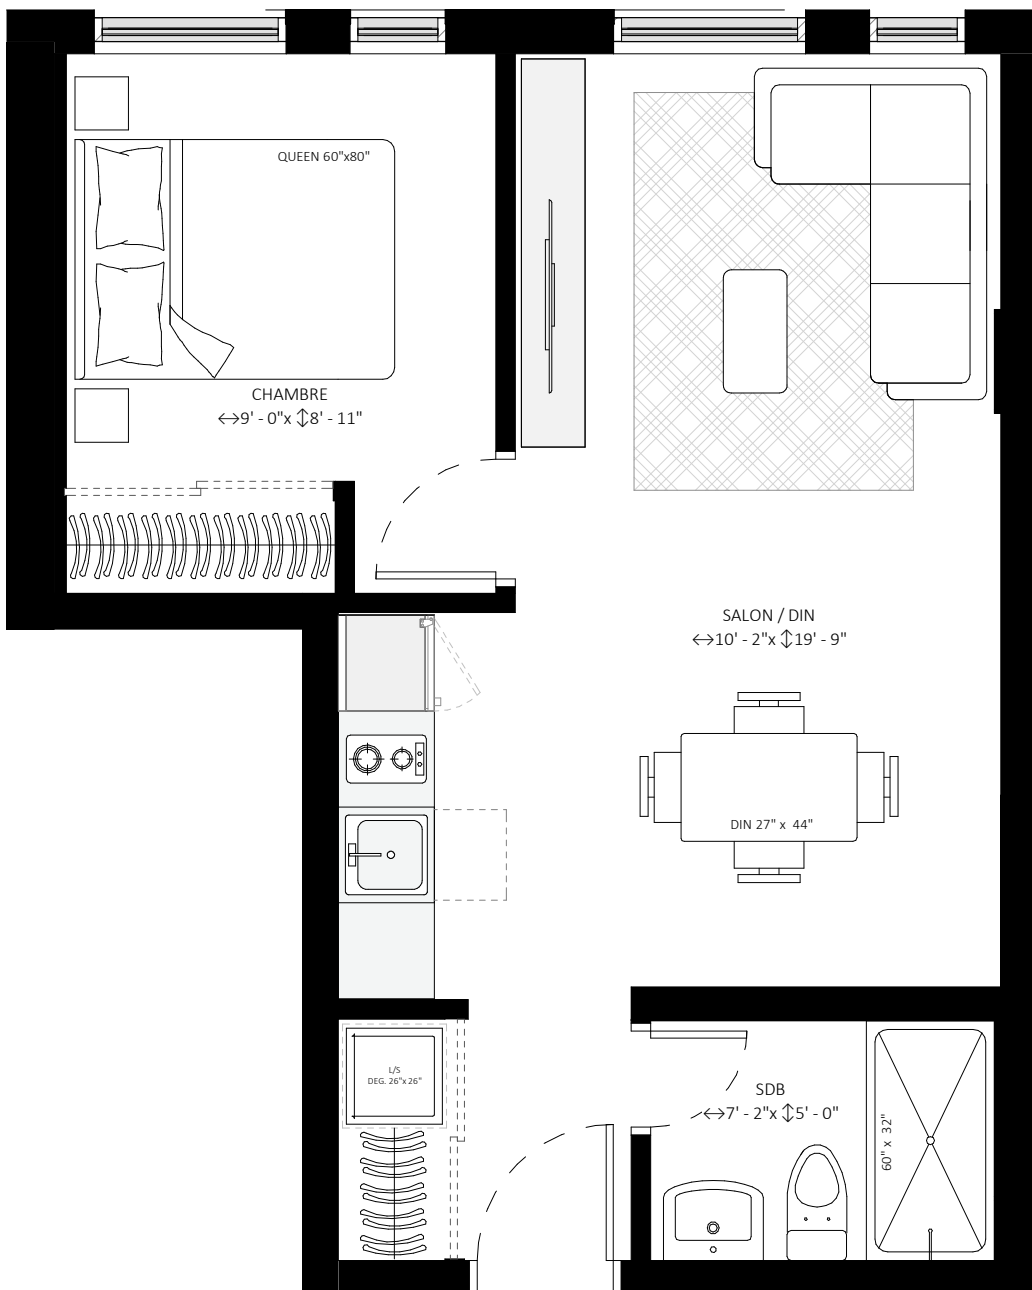 QUEEN 60"x80"
CHAMBRE
↔9' - 0"x ↕8' - 11"
SALON / DIN
↔10' - 2"x ↕19' - 9"
DIN 27" x 44"
L/S
DEG. 26"x 26"
SDB
↔7' - 2"x ↕5' - 0"
60" x 32"